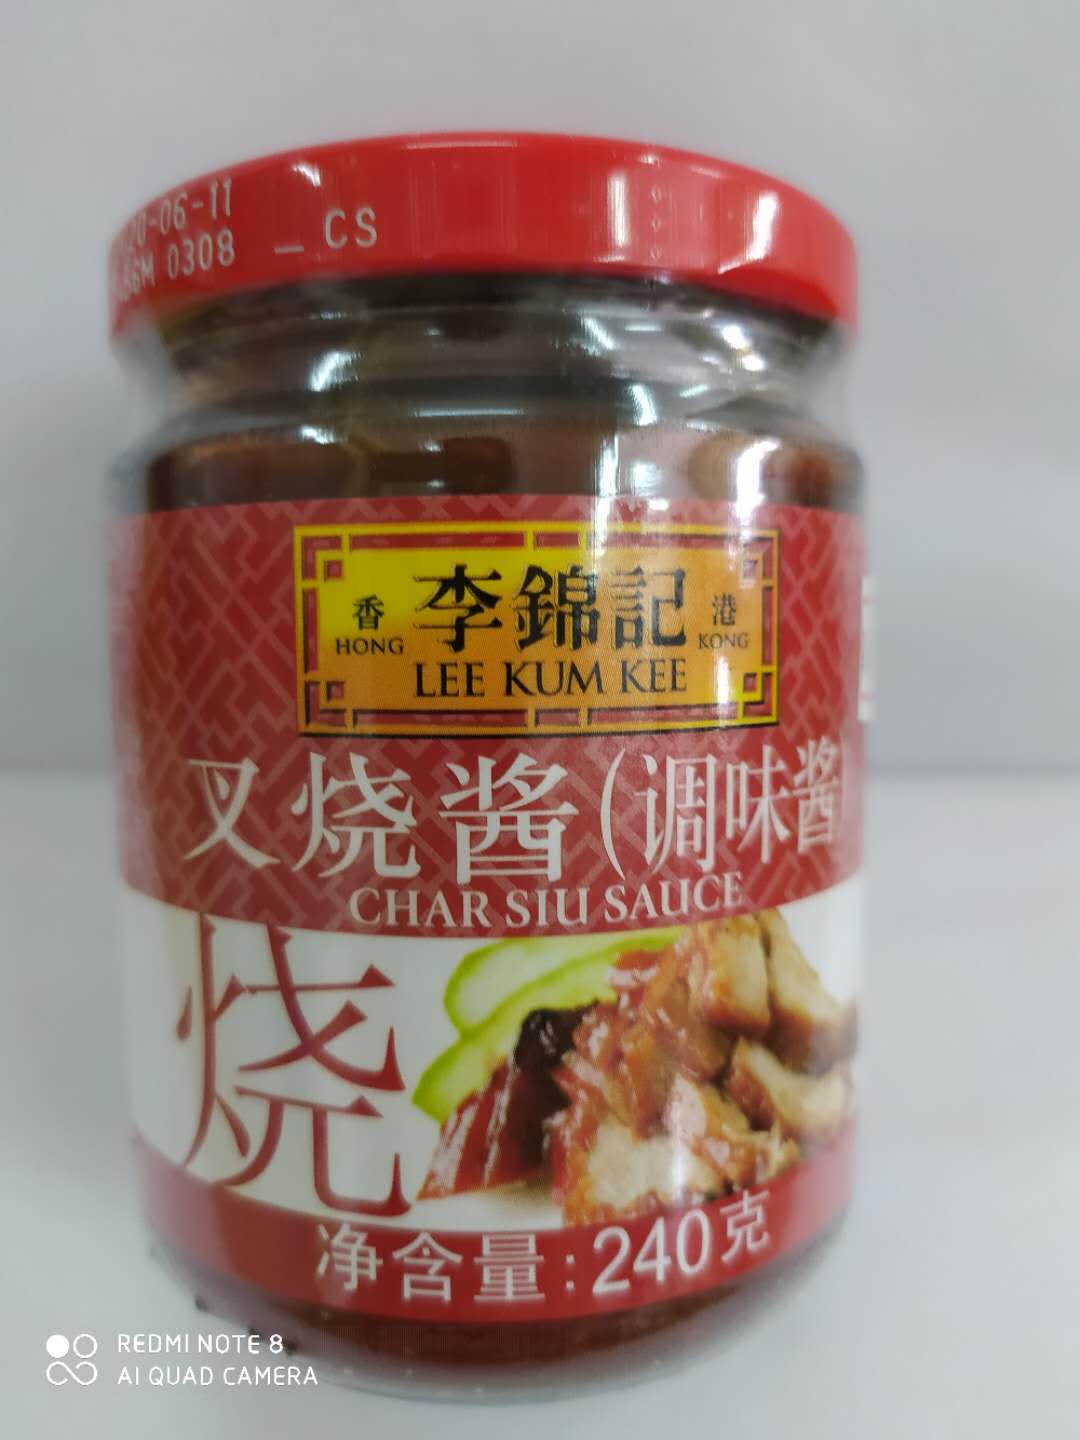 20-06-11
0308 _ CS
香 李錦記 港
HONG LEE KUM KEE KONG
叉烧酱(调味酱)
CHAR SIU SAUCE
烧
净含量:240克
REDMI NOTE 8
AI QUAD CAMERA